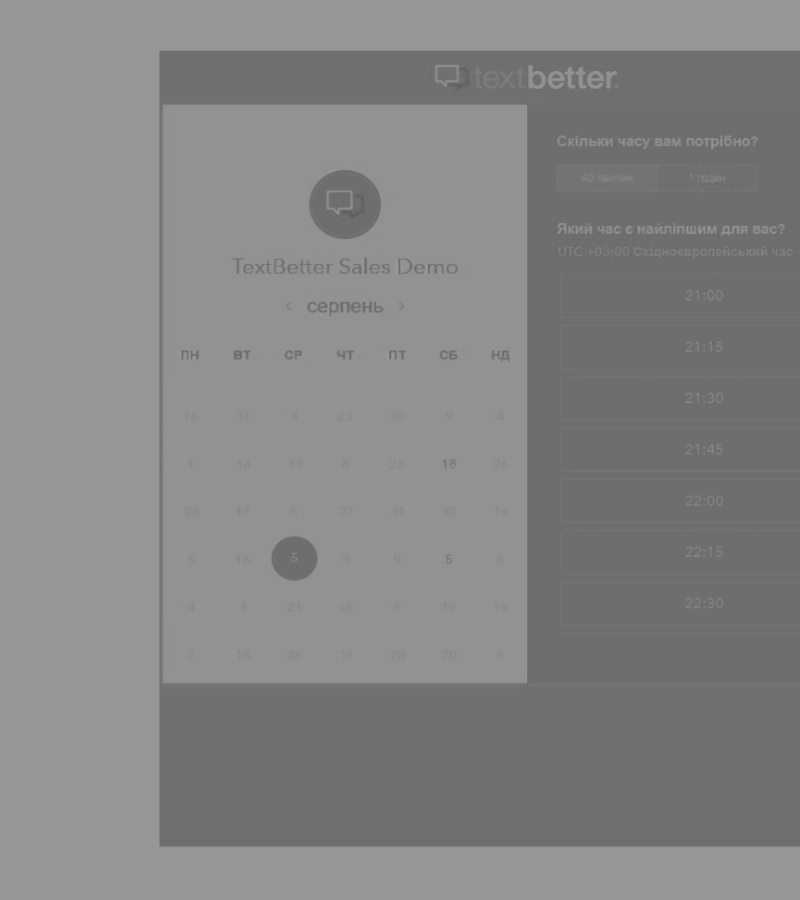 textbetter.
TextBetter Sales Demo
< серпень >
ПН ВТ СР ЧТ ПТ СБ НД
16 31 4 23 30 9 4
1 18 13 8 23 18 26
28 17 6 27 31 30 14
5 16 5 3 9 5 6
4 3 21 18 8 19 18
2 18 26 11 28 20 6
Скільки часу вам потрібно?
40 хвилин 1 годин
Який час є найліпшим для вас?
UTC +03:00 Східноєвропейський час
21:00
21:15
21:30
21:45
22:00
22:15
22:30